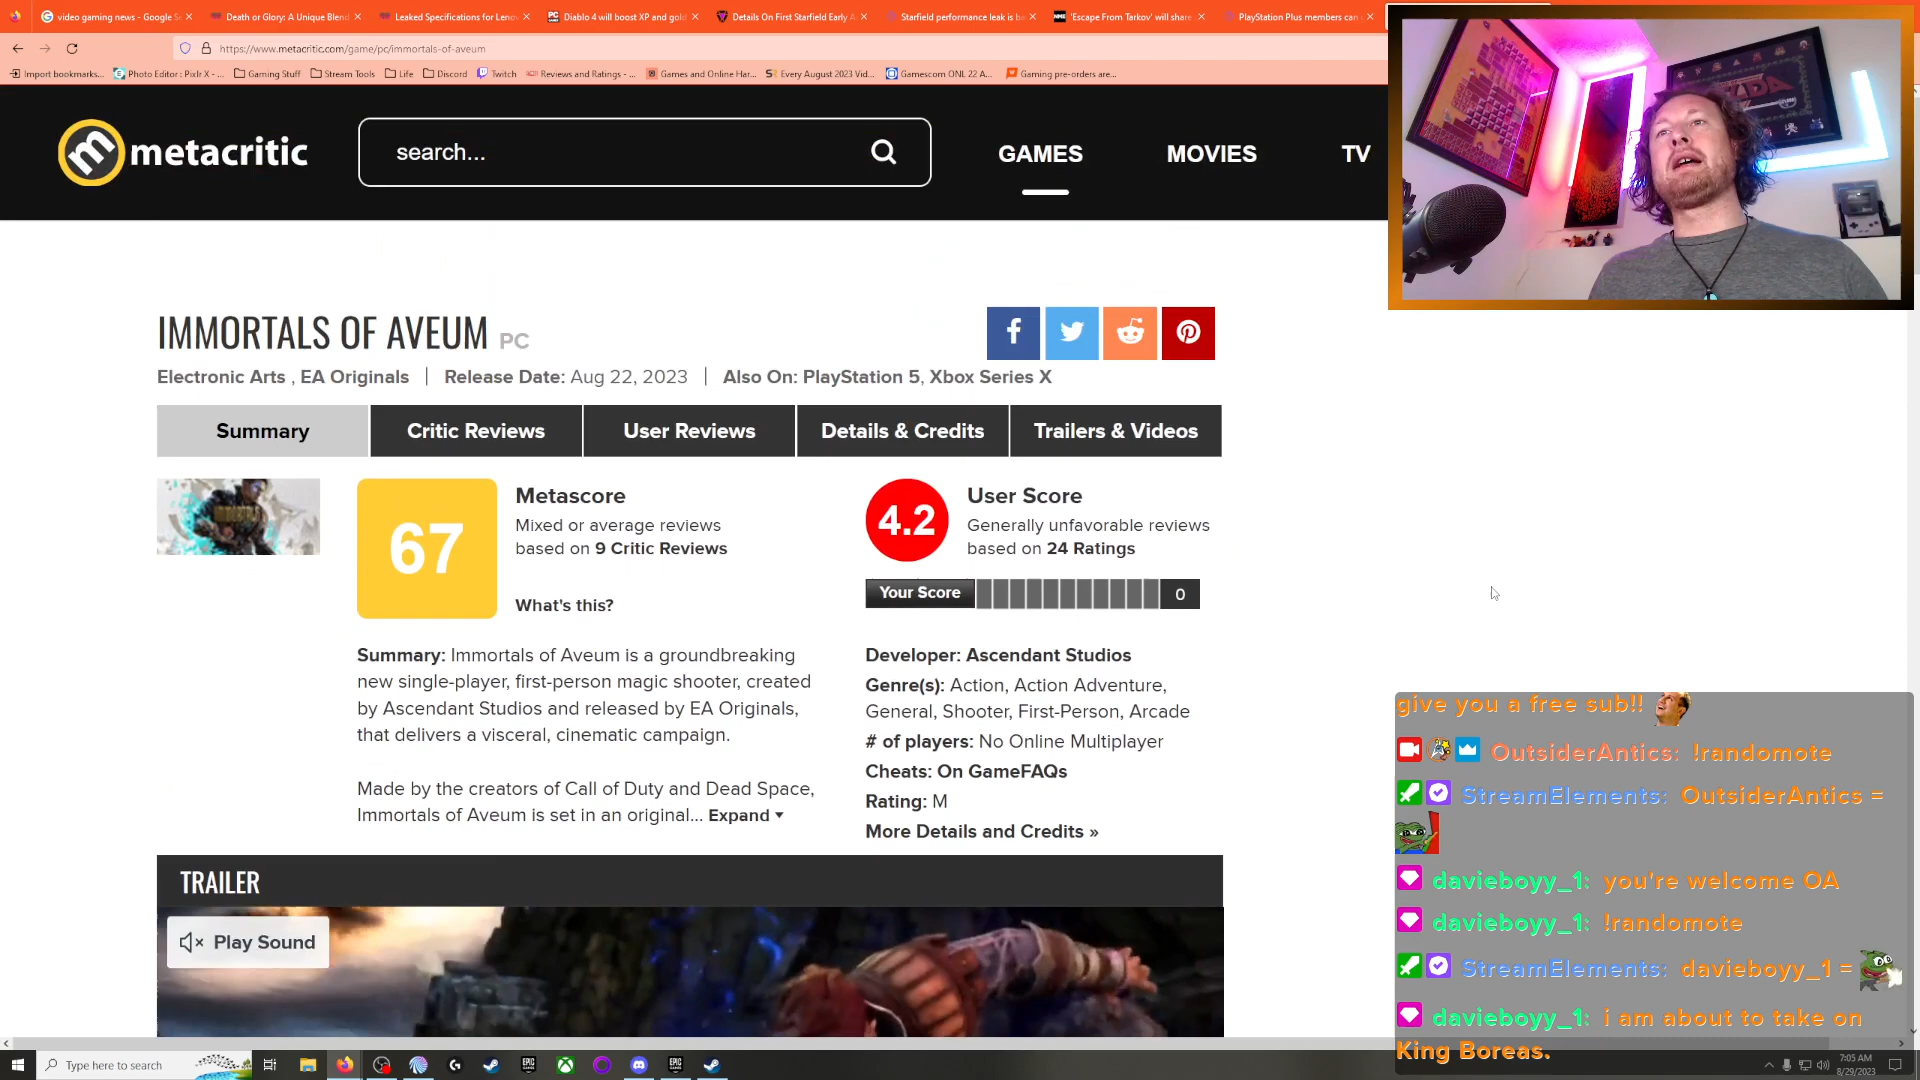 video gaming news - Google Se
Death or Glory: A Unique Blend
Leaked Specifications for Lenov
Diablo 4 will boost XP and gold
Details On First Starfield Early A
Starfield performance leak is ba
'Escape From Tarkov' will share
PlayStation Plus members can
https://www.metacritic.com/game/pc/immortals-of-aveum
Import bookmarks...
Photo Editor : Pixlr X - ...
Gaming Stuff
Stream Tools
Life
Discord
Twitch
Reviews and Ratings - ...
Games and Online Har...
Every August 2023 Vid...
Gamescom ONL 22 A...
Gaming pre-orders are...
metacritic
search...
GAMES
MOVIES
TV
IMMORTALS OF AVEUM PC
Electronic Arts , EA Originals | Release Date: Aug 22, 2023 | Also On: PlayStation 5, Xbox Series X
Summary
Critic Reviews
User Reviews
Details & Credits
Trailers & Videos
67
Metascore
Mixed or average reviews
based on 9 Critic Reviews
What's this?
4.2
User Score
Generally unfavorable reviews
based on 24 Ratings
Your Score
0
Summary: Immortals of Aveum is a groundbreaking
new single-player, first-person magic shooter, created
by Ascendant Studios and released by EA Originals,
that delivers a visceral, cinematic campaign.
Made by the creators of Call of Duty and Dead Space,
Immortals of Aveum is set in an original... Expand
Developer: Ascendant Studios
Genre(s): Action, Action Adventure,
General, Shooter, First-Person, Arcade
# of players: No Online Multiplayer
Cheats: On GameFAQs
Rating: M
More Details and Credits »
TRAILER
Play Sound
give you a free sub!!
OutsiderAntics: !randomote
StreamElements: OutsiderAntics =
davieboyy_1: you're welcome OA
davieboyy_1: !randomote
StreamElements: davieboyy_1 =
davieboyy_1: i am about to take on
King Boreas.
Type here to search
7:05 AM
8/29/2023